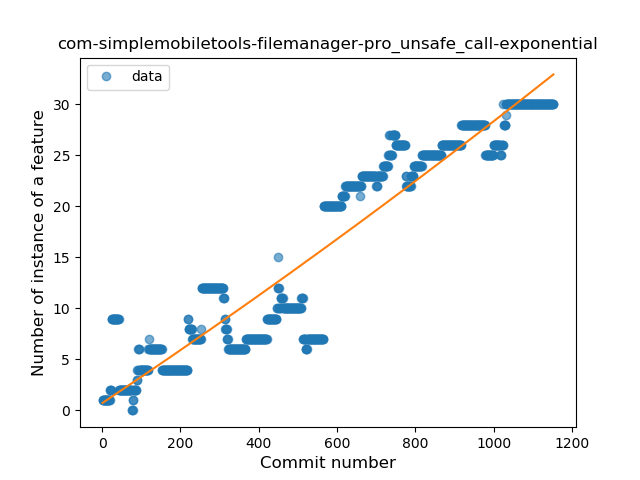 com-simplemobiletools-filemanager-pro_unsafe_call-exponential
data
Number of instance of a feature
30
25
20
15
10
5
0
0 200 400 600 800 1000 1200
Commit number